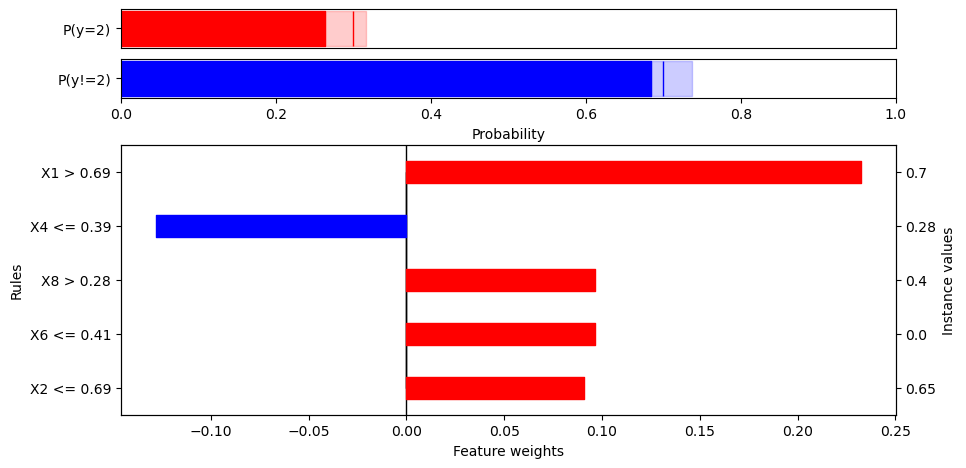 P(y=2)
P(y!=2)
0.0 0.2 0.4 0.6 0.8 1.0
Probability
X1 > 0.69 0.7
X4 <= 0.39 0.28
X8 > 0.28 0.4
X6 <= 0.41 0.0
X2 <= 0.69 0.65
Rules
Instance values
−0.10 −0.05 0.00 0.05 0.10 0.15 0.20 0.25
Feature weights